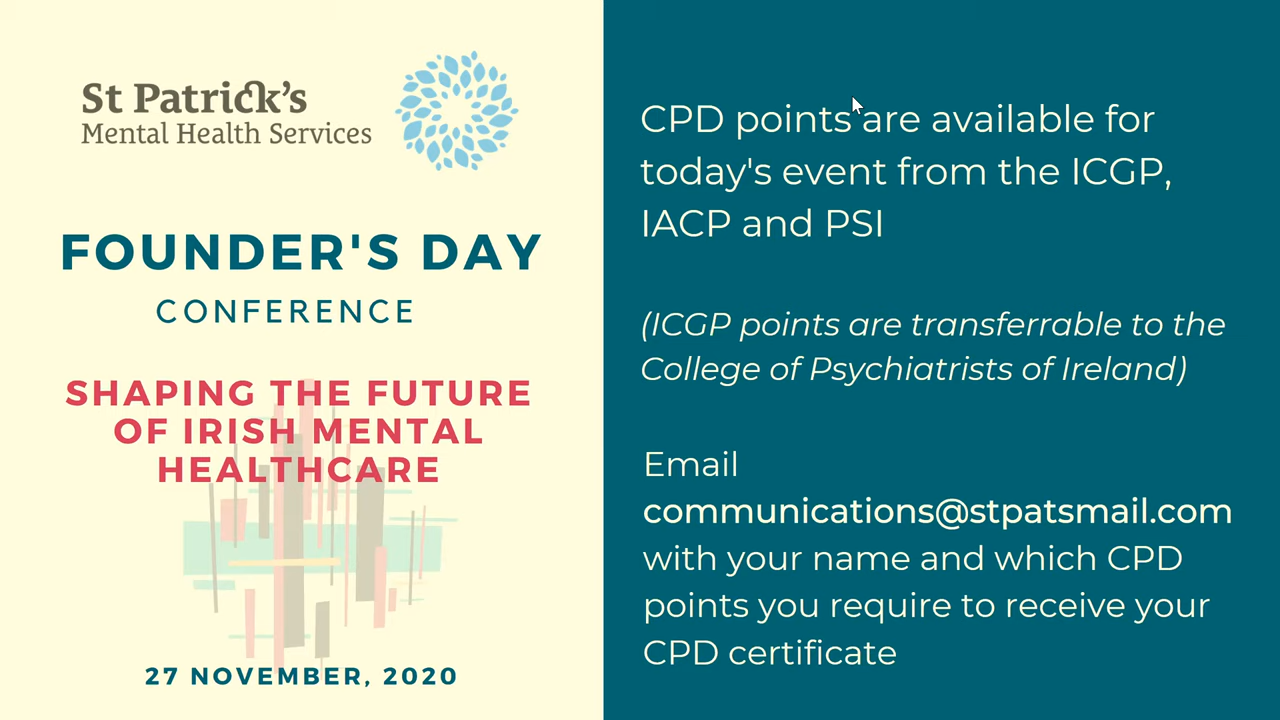 St Patrick's
Mental Health Services
FOUNDER'S DAY
CONFERENCE
SHAPING THE FUTURE
OF IRISH MENTAL
HEALTHCARE
27 NOVEMBER, 2020
CPD points are available for
today's event from the ICGP,
IACP and PSI
(ICGP points are transferrable to the
College of Psychiatrists of Ireland)
Email
communications@stpatsmail.com
with your name and which CPD
points you require to receive your
CPD certificate